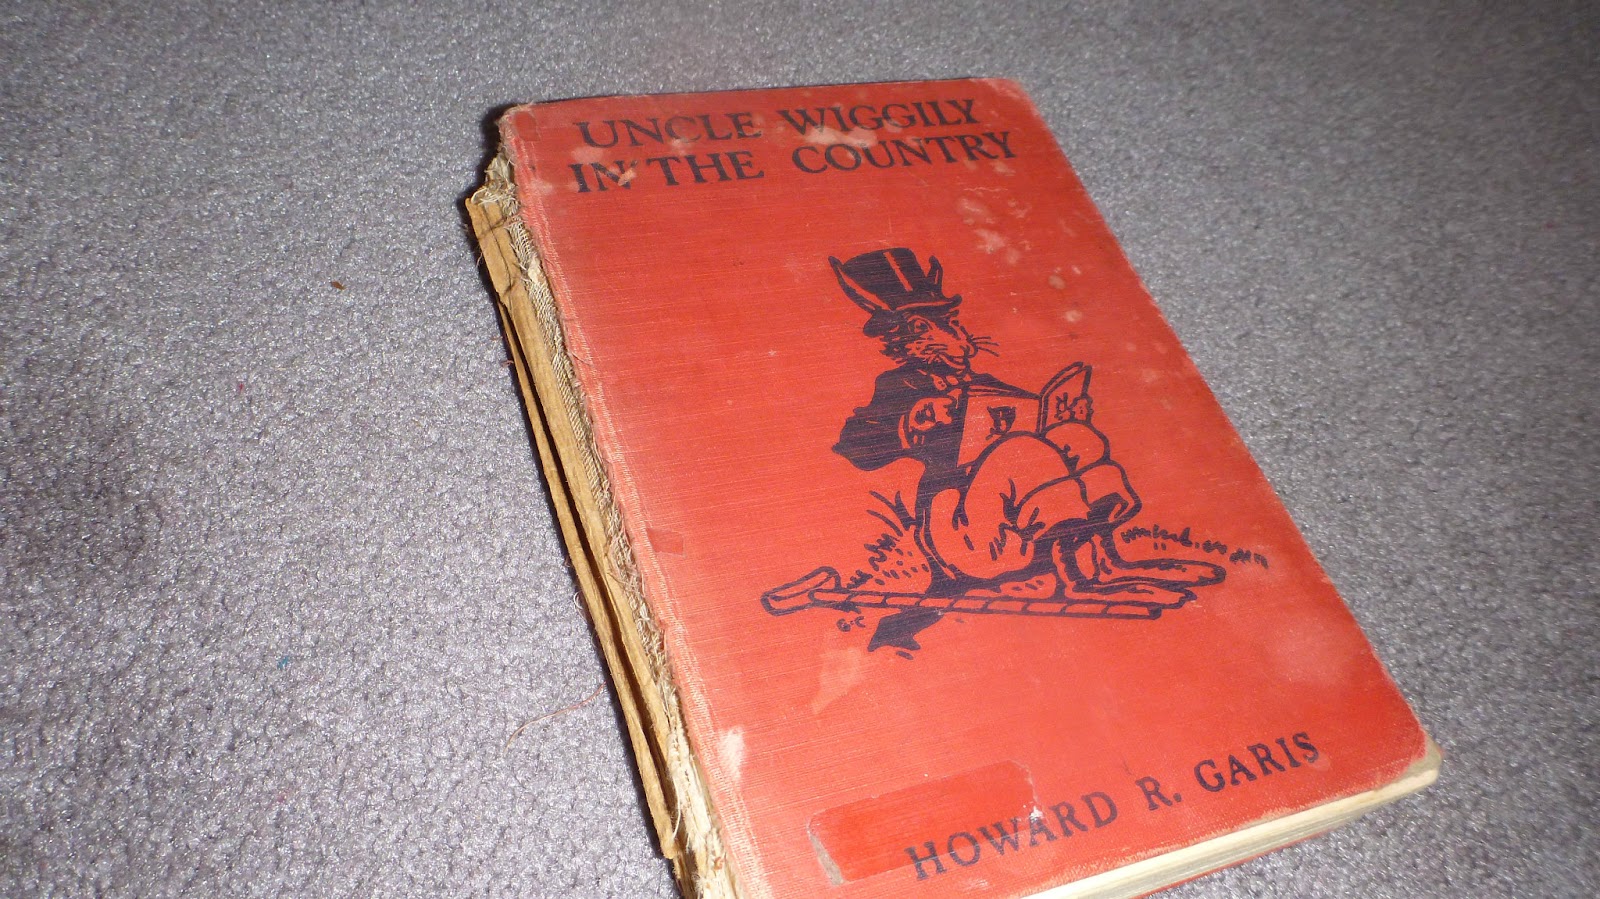 UNCLE WIGGILY
IN THE COUNTRY
G-C
HOWARD R. GARIS